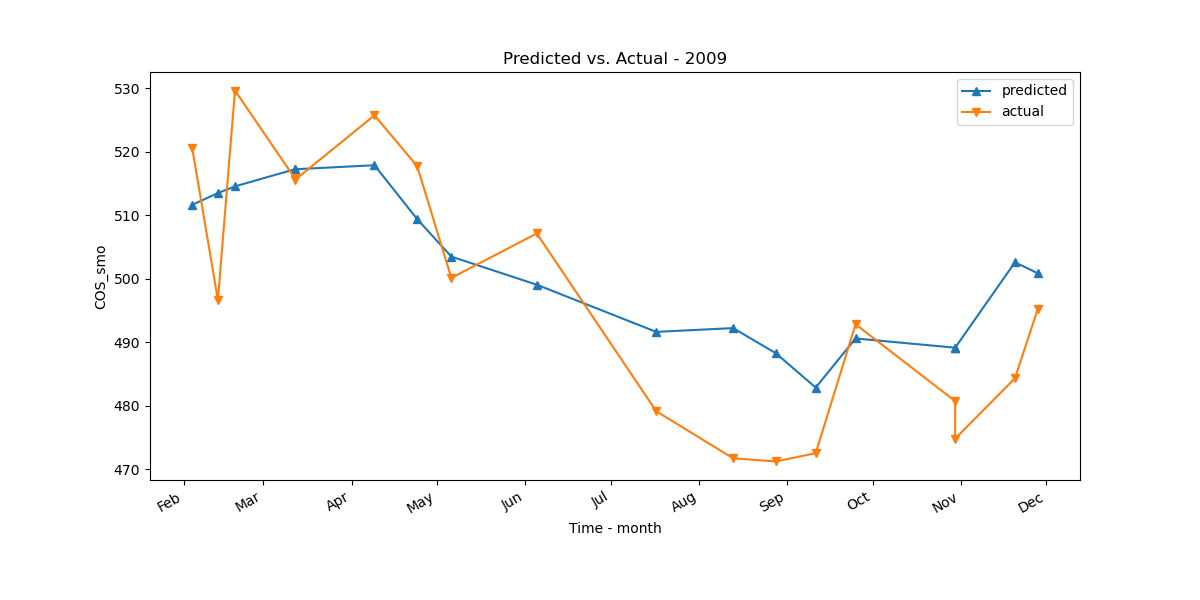 Predicted vs. Actual - 2009
predicted
actual
530
520
510
500
490
480
470
COS_smo
Feb
Mar
Apr
May
Jun
Jul
Aug
Sep
Oct
Nov
Dec
Time - month